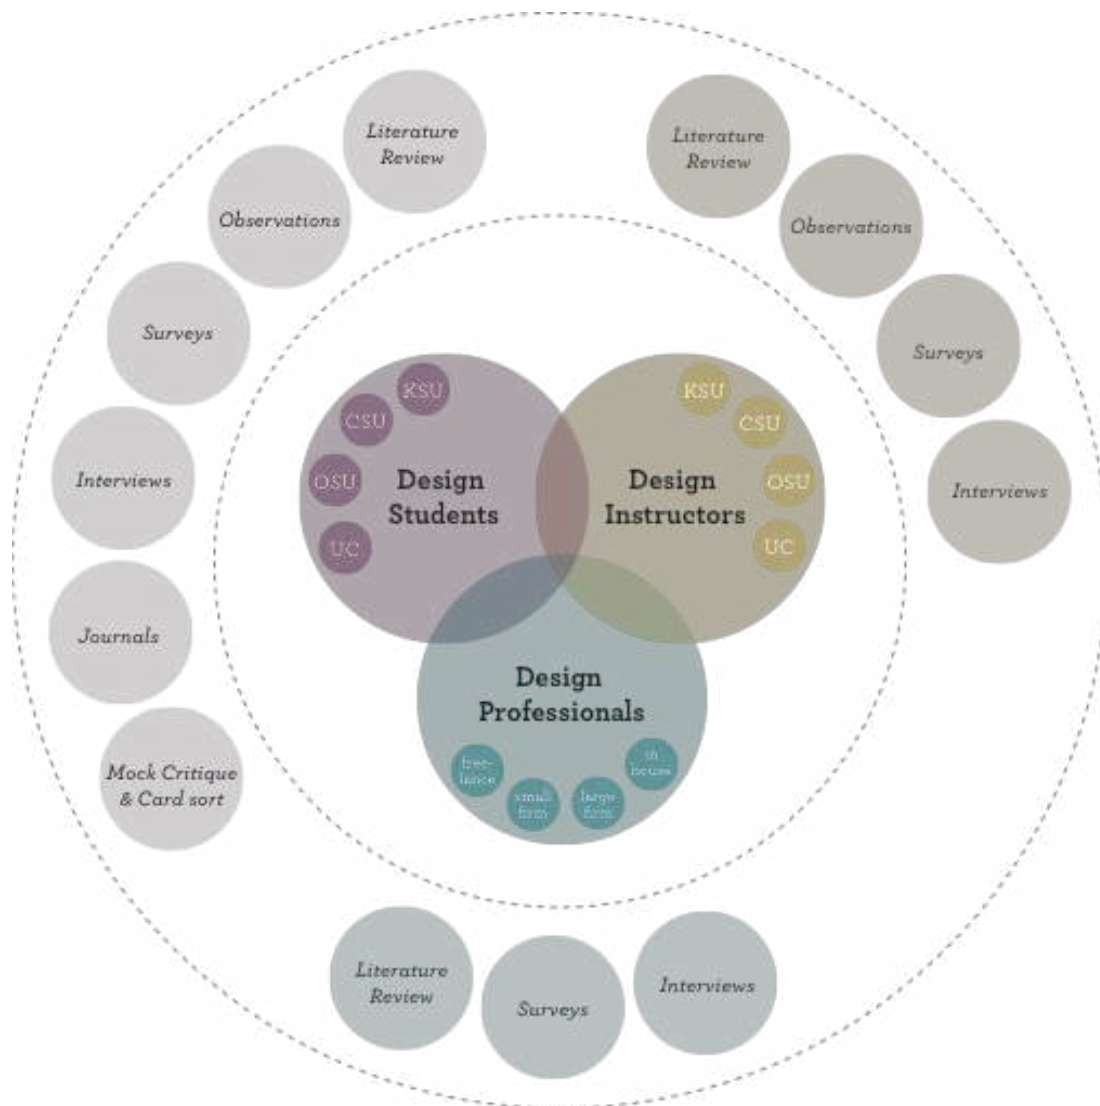 Literature
Review
Observations
Surveys
Interviews
Journals
Mock Critique
& Card sort
Literature
Review
Observations
Surveys
Interviews
KSU
CSU
OSU
UC
Design
Students
KSU
CSU
OSU
UC
Design
Instructors
Design
Professionals
free-
lance
small
firm
large
firm
in
house
Literature
Review
Surveys
Interviews